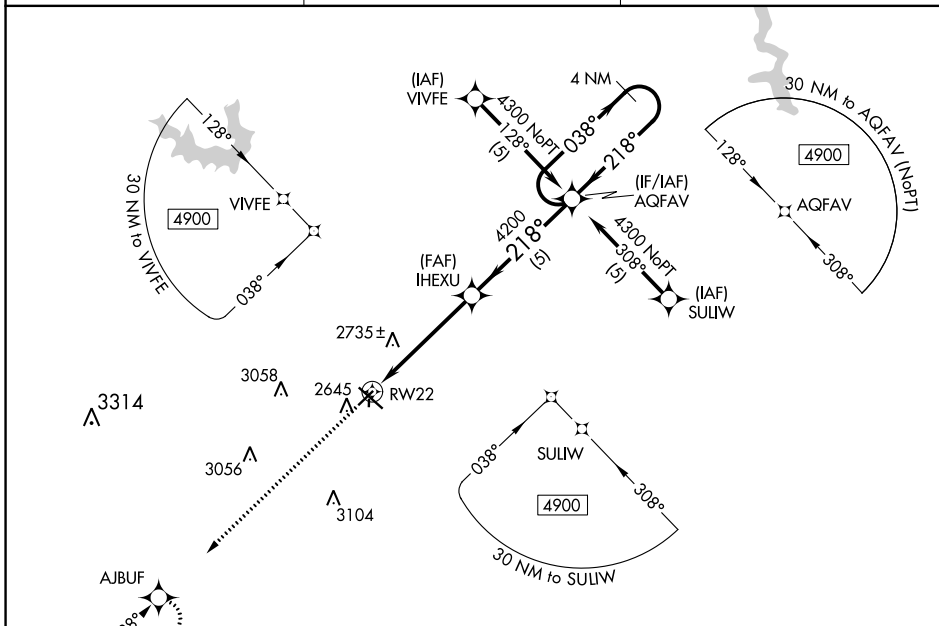 (IAF)
VIVFE
4 NM
4300 NoPT
128°
(5)
038°
218°
(IF/IAF)
AQFAV
4200
218°
(5)
4300 NoPT
308°
(5)
(IAF)
SULIW
(FAF)
IHEXU
128°
VIVFE
4900
30 NM to VIVFE
038°
30 NM to AQFAV (NoPT)
4900
128°
AQFAV
308°
2735±
3058
2645
RW22
3314
3056
3104
038°
SULIW
308°
4900
30 NM to SULIW
AJBUF